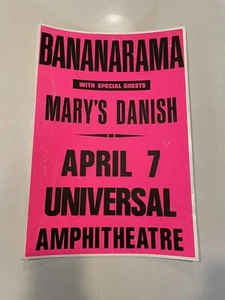 BANANARAMA
WITH SPECIAL GUESTS
MARY'S DANISH
APRIL 7
UNIVERSAL
AMPHITHEATRE